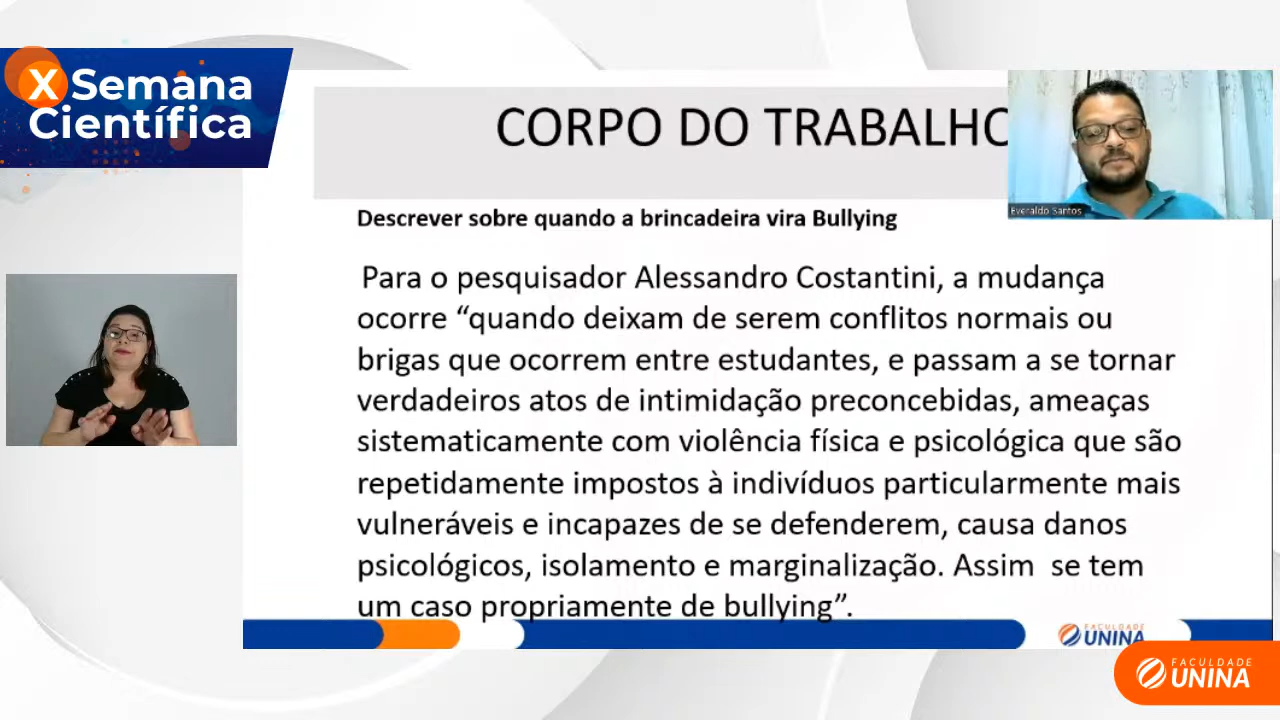 X Semana
Científica
CORPO DO TRABALHO
Everaldo Santos
Descrever sobre quando a brincadeira vira Bullying
Para o pesquisador Alessandro Costantini, a mudança
ocorre “quando deixam de serem conflitos normais ou
brigas que ocorrem entre estudantes, e passam a se tornar
verdadeiros atos de intimidação preconcebidas, ameaças
sistematicamente com violência física e psicológica que são
repetidamente impostos à indivíduos particularmente mais
vulneráveis e incapazes de se defenderem, causa danos
psicológicos, isolamento e marginalização. Assim se tem
um caso propriamente de bullying”.
FACULDADE
UNINA
FACULDADE
UNINA